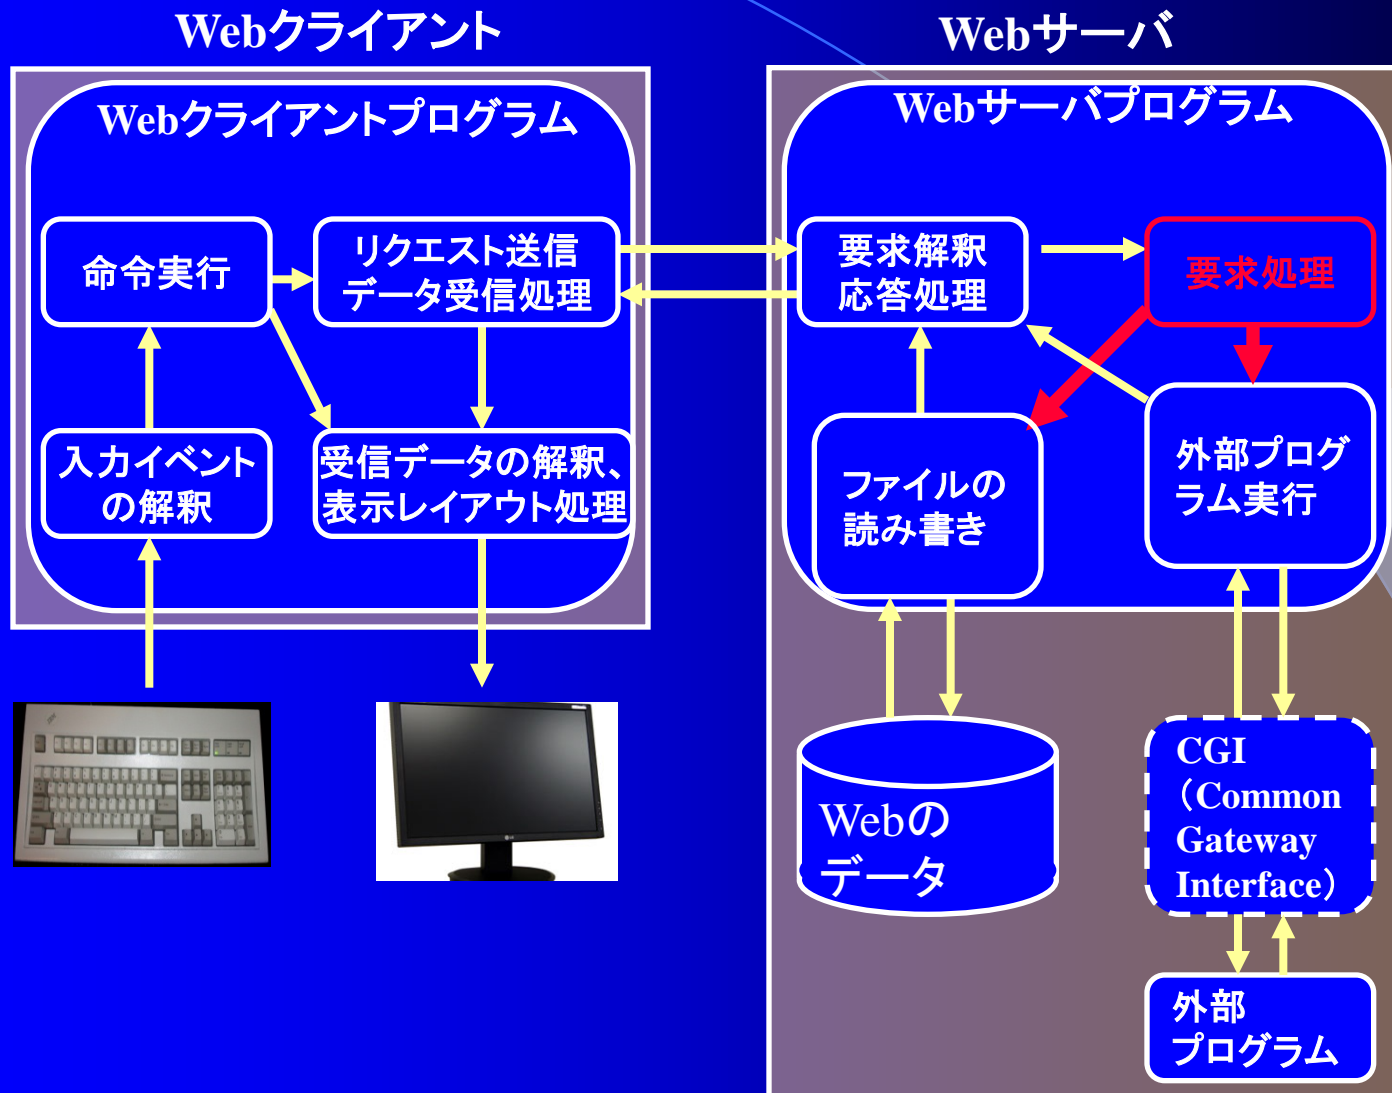 Webクライアント
Webサーバ
Webクライアントプログラム
Webサーバプログラム
命令実行
リクエスト送信
データ受信処理
要求解釈
応答処理
要求処理
入力イベント
の解釈
受信データの解釈、
表示レイアウト処理
ファイルの
読み書き
外部プログ
ラム実行
Webの
データ
CGI
（Common
Gateway
Interface）
外部
プログラム